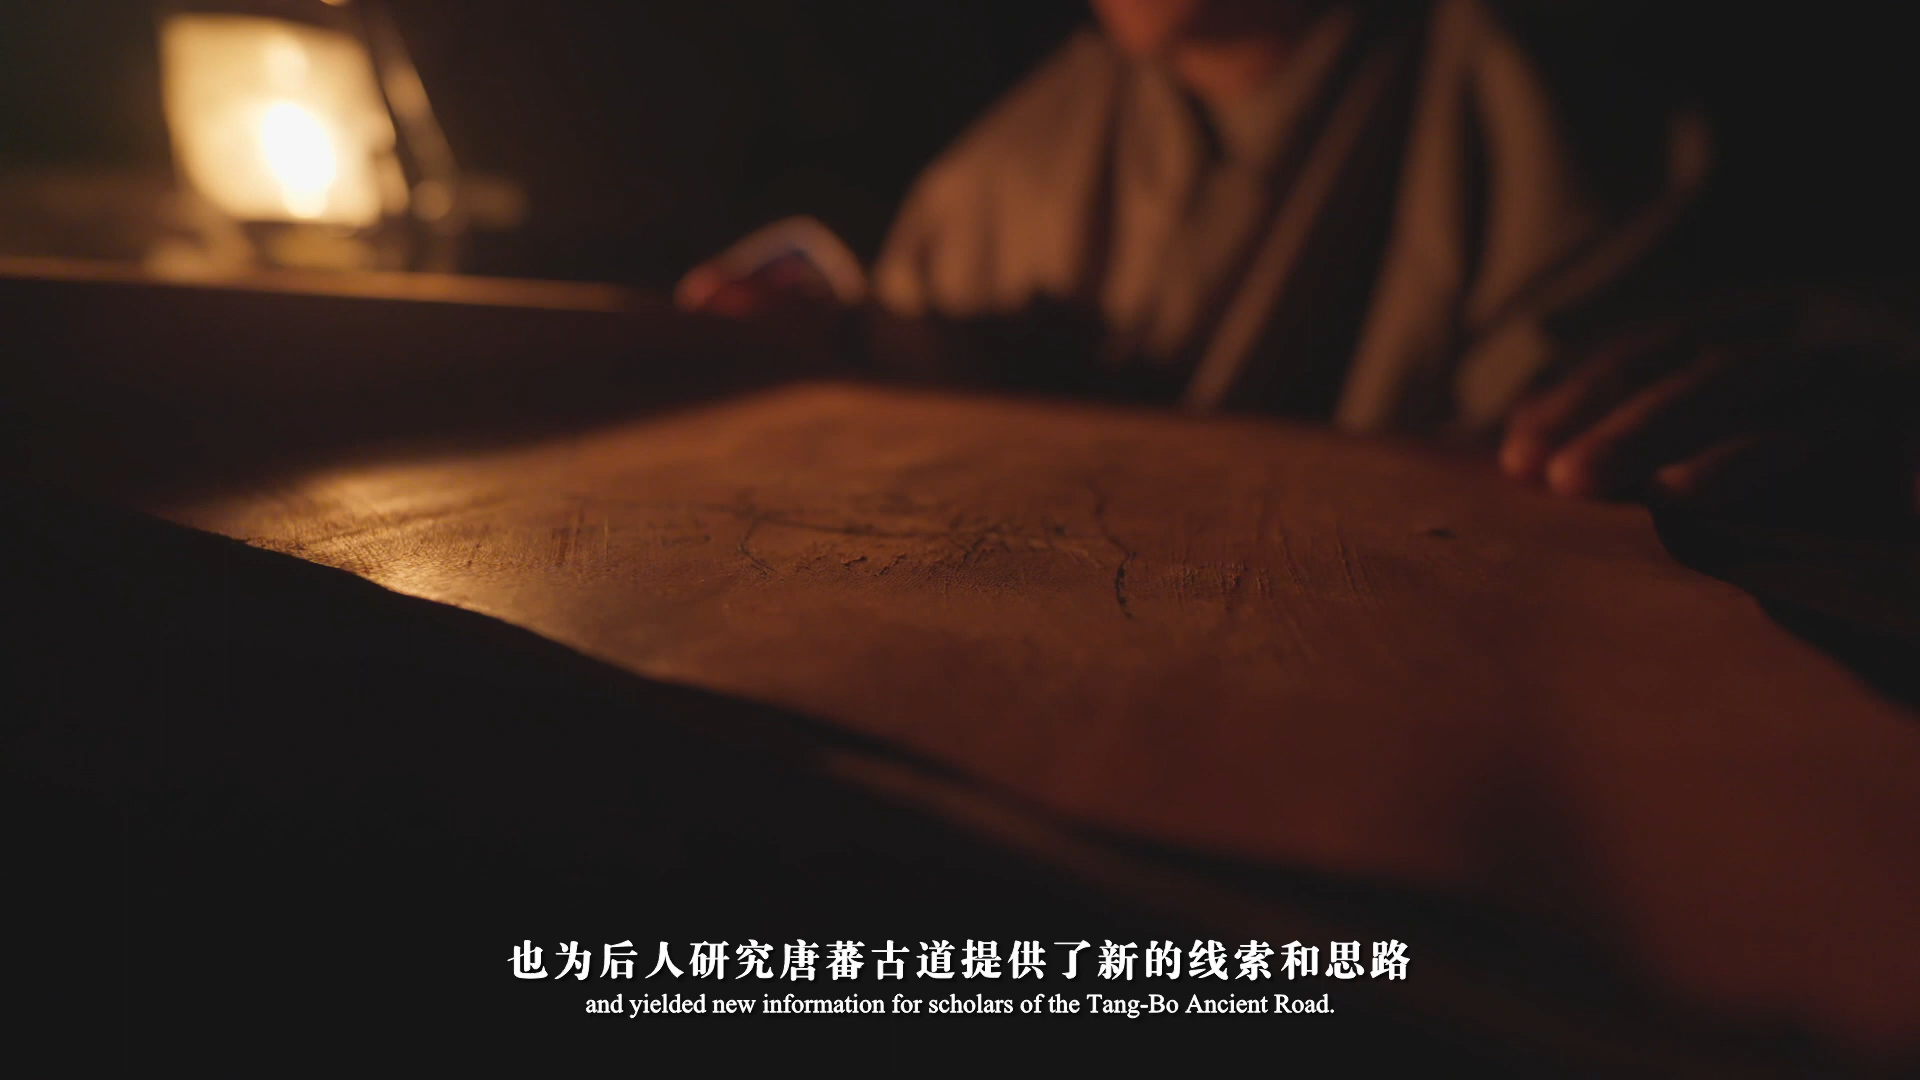 也为后人研究唐蕃古道提供了新的线索和思路
and yielded new information for scholars of the Tang-Bo Ancient Road.